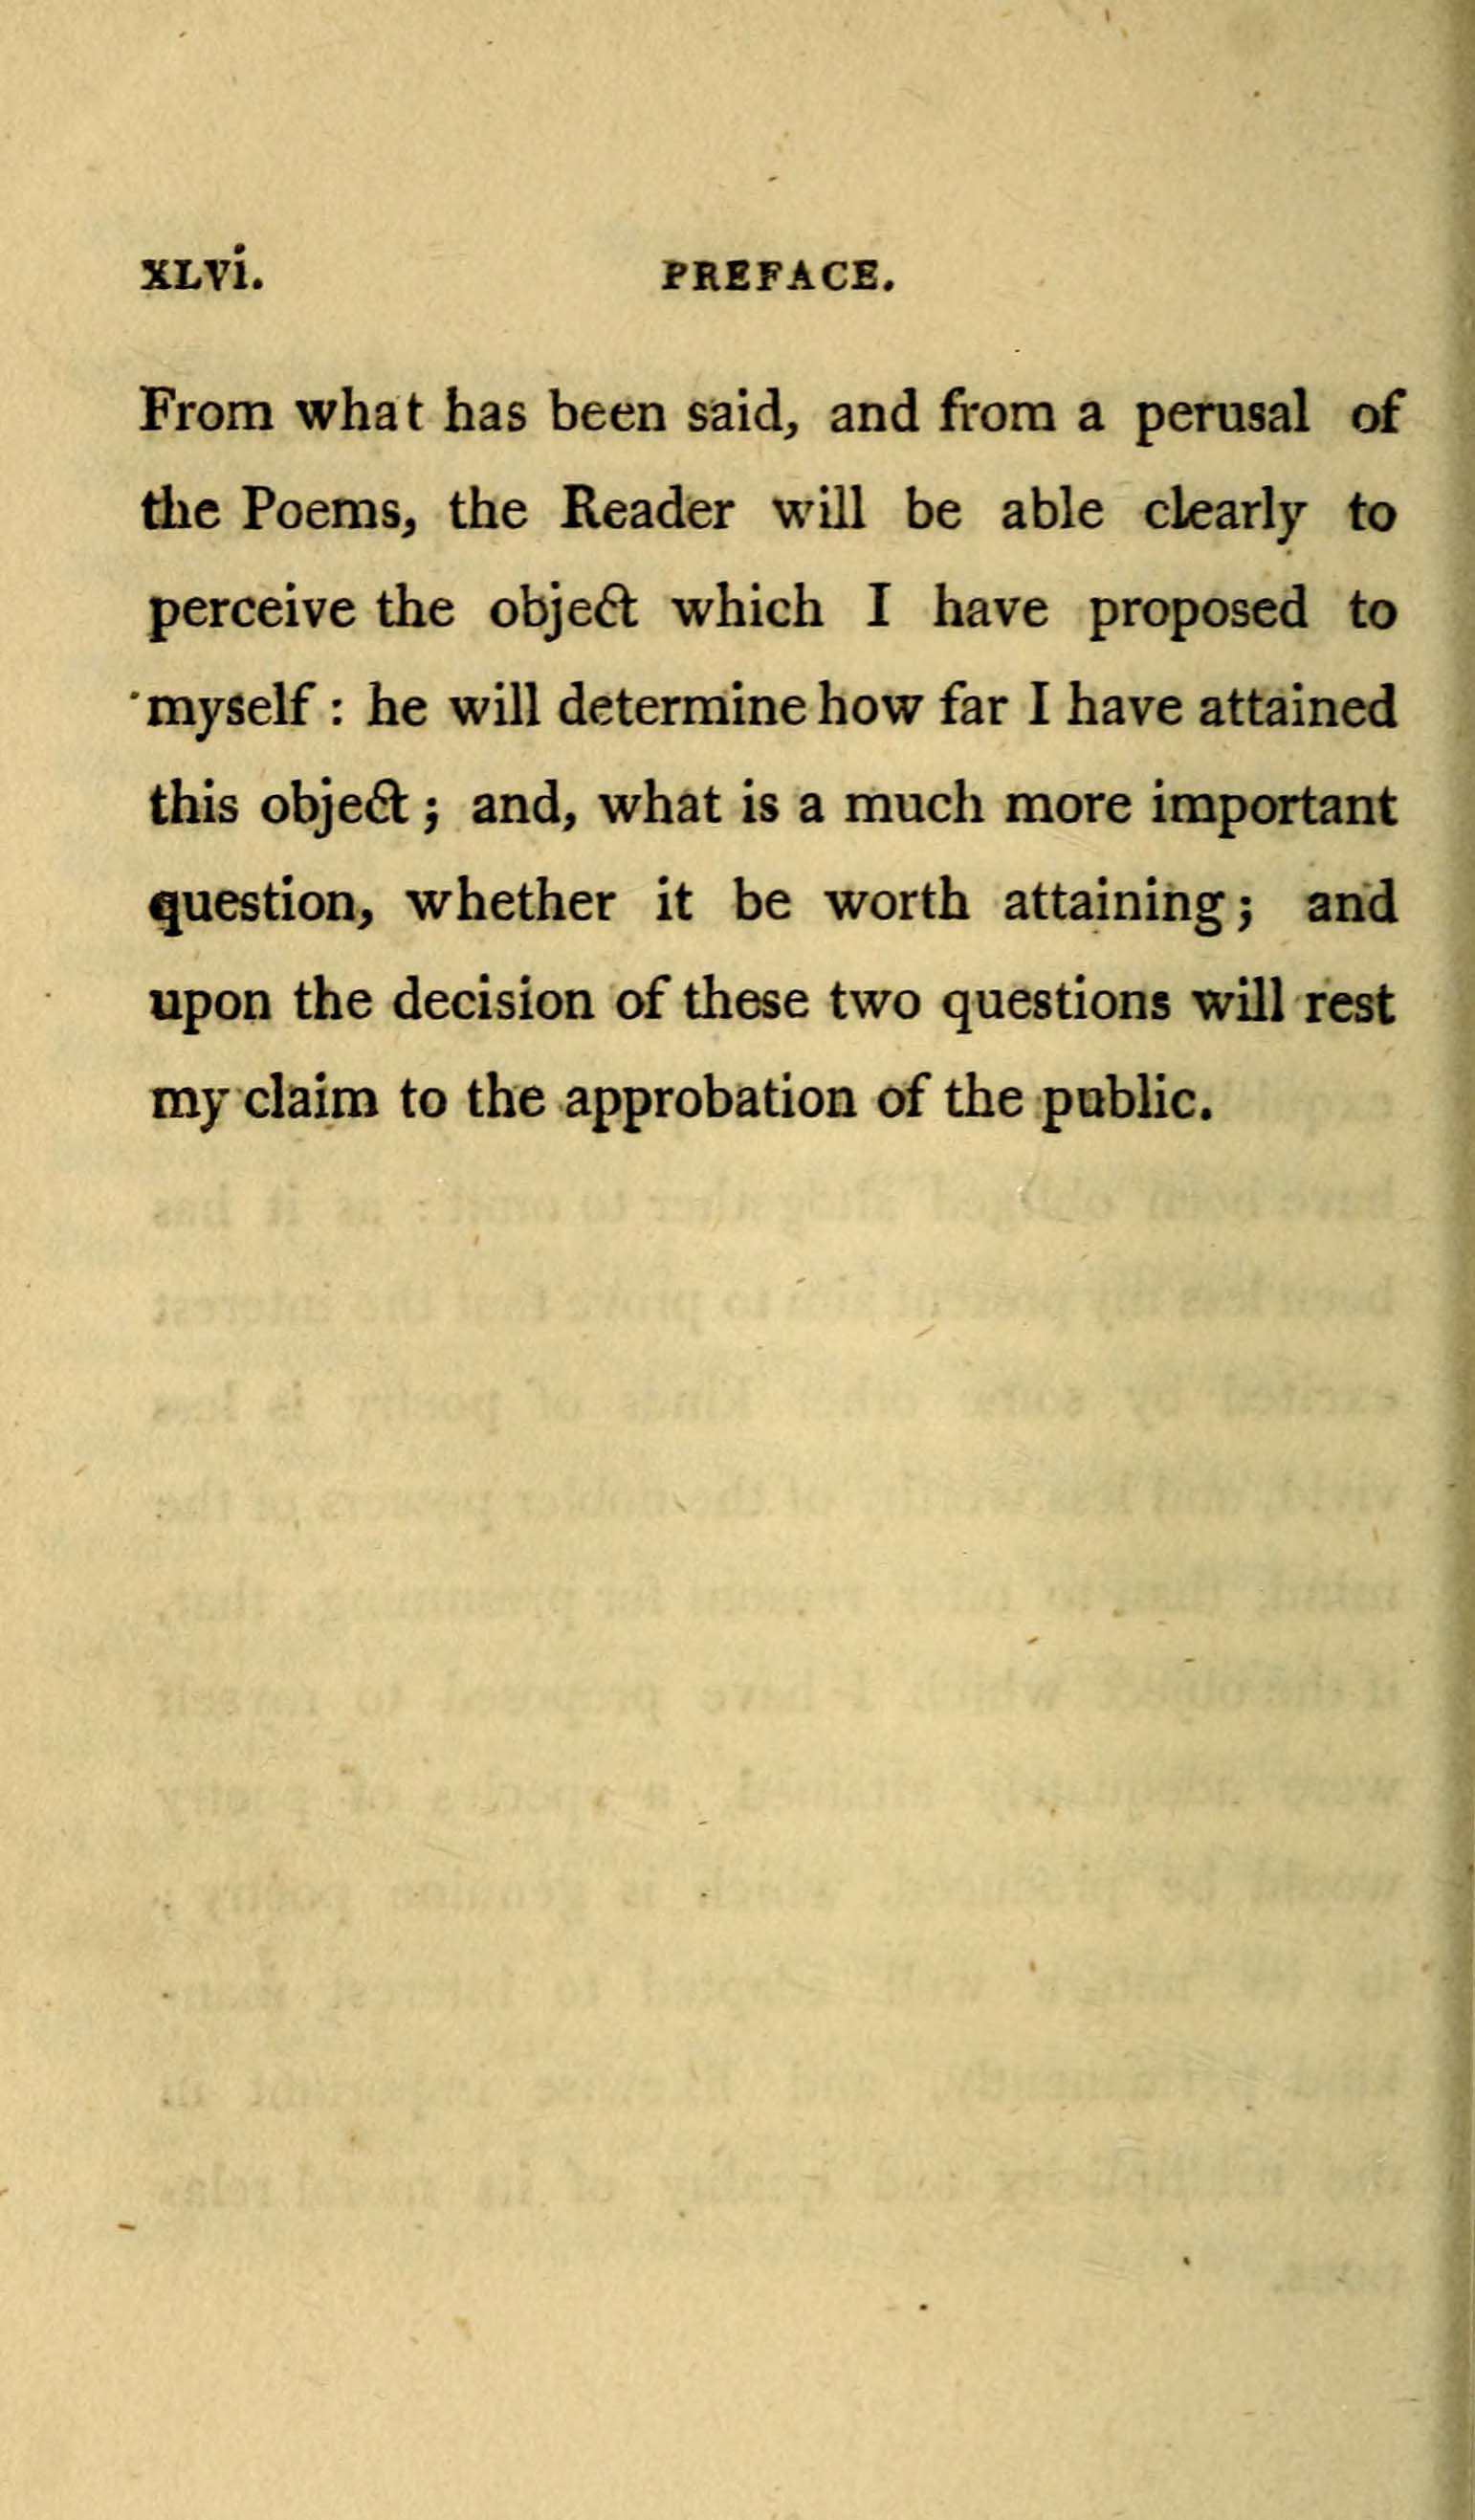 XLVi. PREFACE.
From what has been said, and from a perusal of
the Poems, the Reader will be able clearly to
perceive the object which I have proposed to
myself : he will determine how far I have attained
this object ; and, what is a much more important
question, whether it be worth attaining ; and
upon the decision of these two questions will rest
my claim to the approbation of the public.